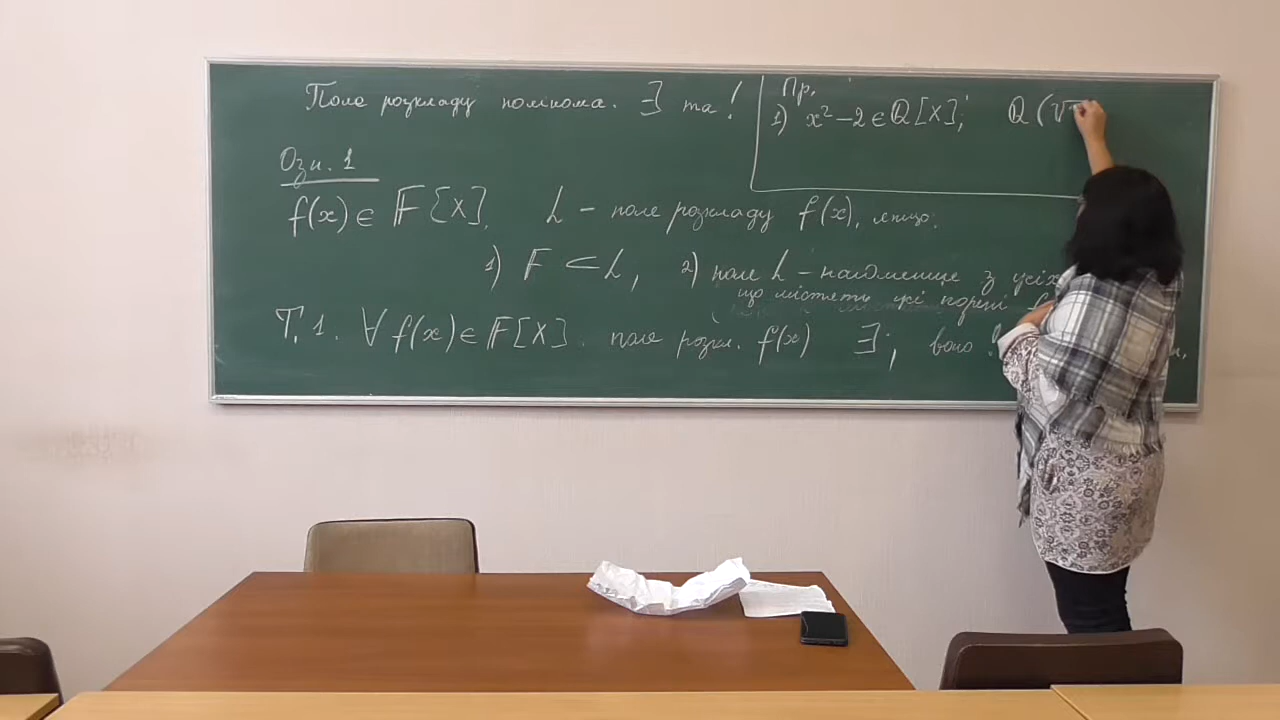 Поле розкладу полінома. ∃ та !
Озн. 1
f(x) ∈ F[X], L – поле розкладу f(x), якщо:
1) F ⊂ L, 2) поле L – найменше з усіх
що містять усі корені
Т.1. ∀ f(x) ∈ F[X] поле розкл. f(x) ∃; воно
Пр.
1) x² – 2 ∈ Q[X]; Q(√